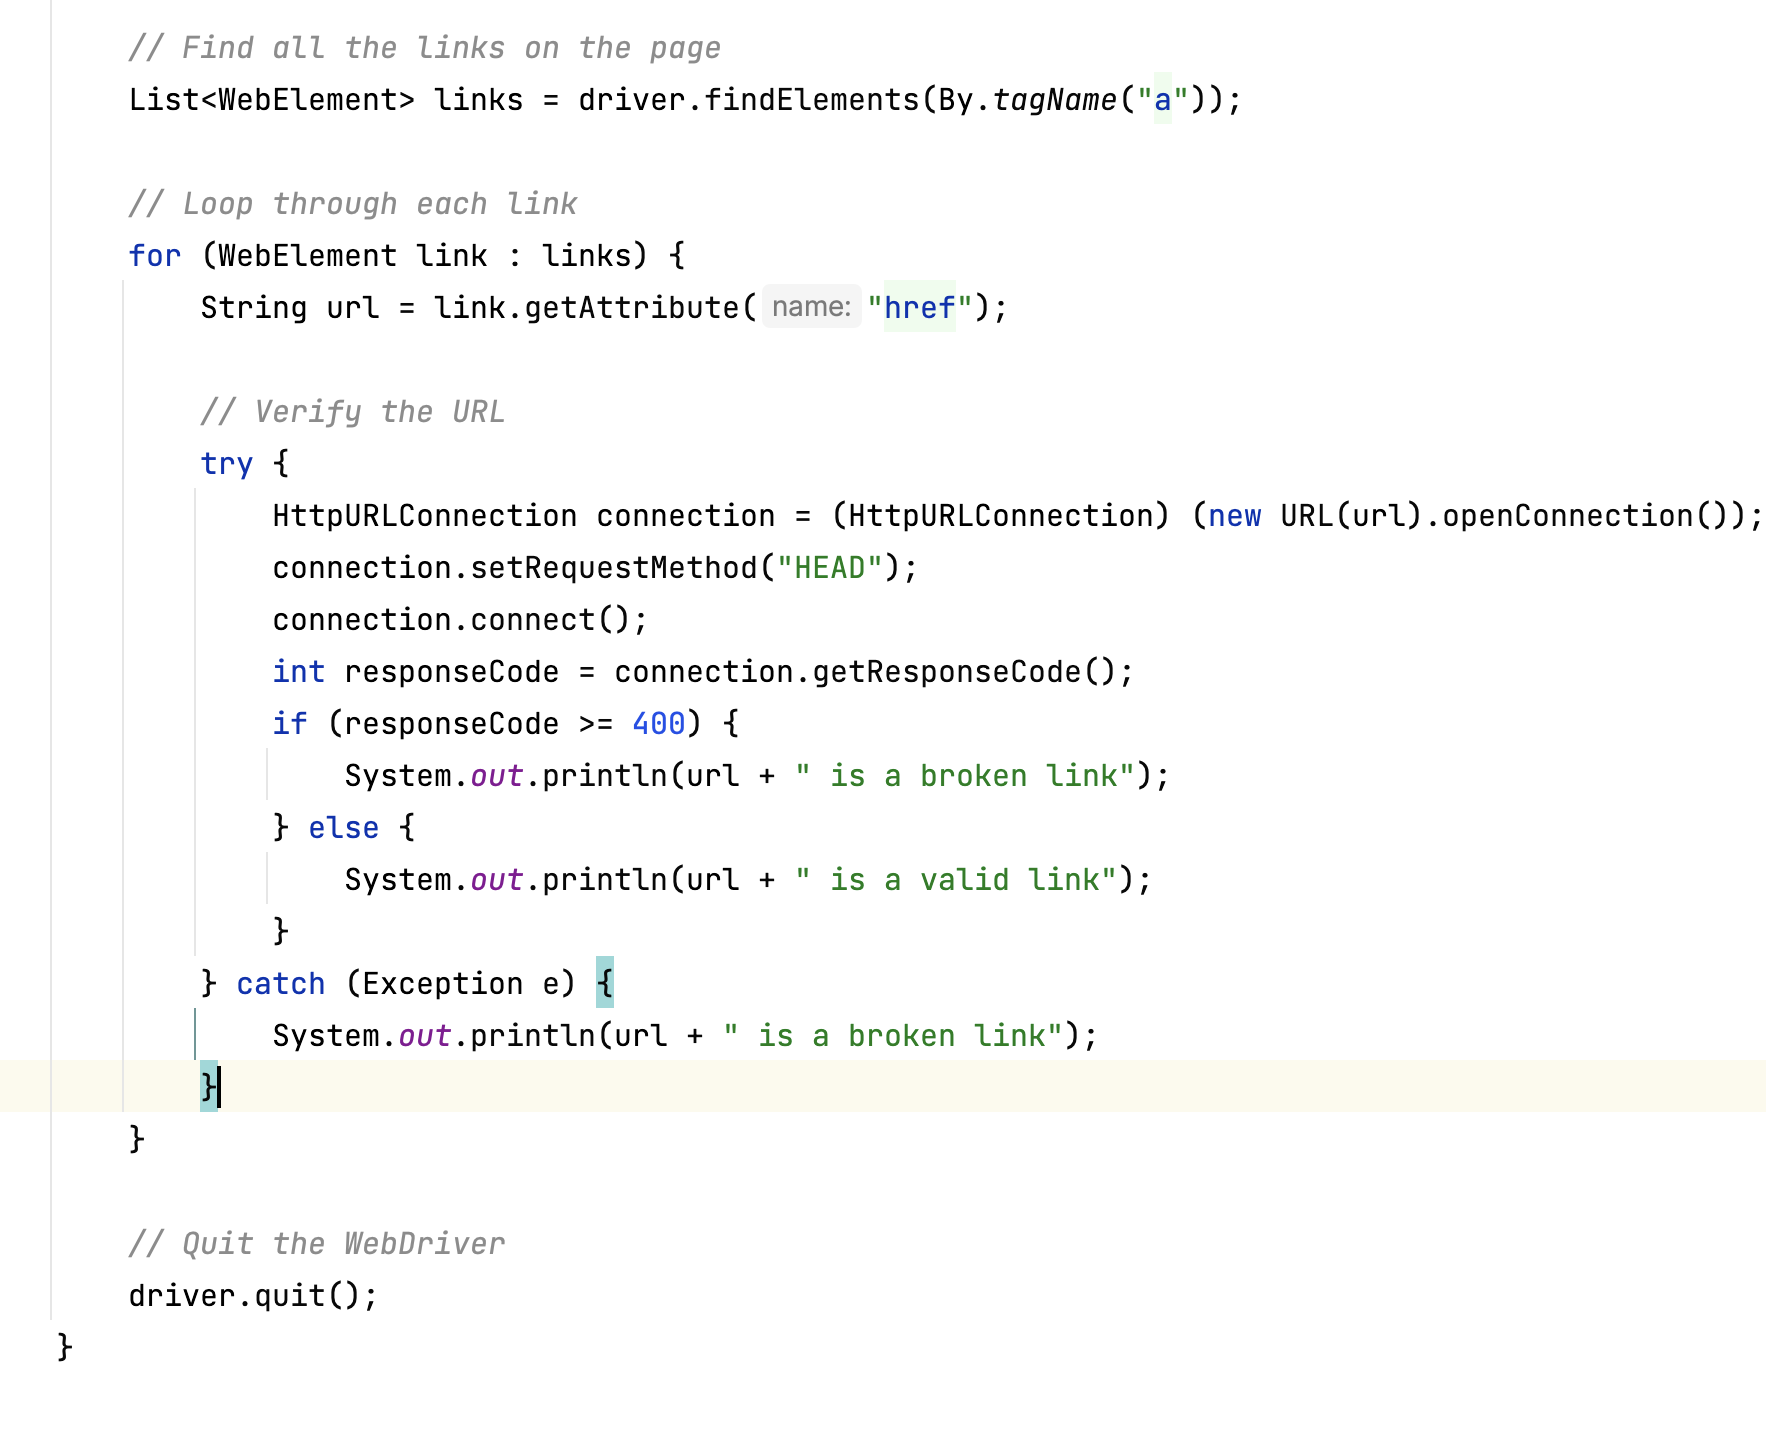 // Find all the links on the page
List<WebElement> links = driver.findElements(By.tagName("a"));
// Loop through each link
for (WebElement link : links) {
String url = link.getAttribute( name: "href");
// Verify the URL
try {
HttpURLConnection connection = (HttpURLConnection) (new URL(url).openConnection());
connection.setRequestMethod("HEAD");
connection.connect();
int responseCode = connection.getResponseCode();
if (responseCode >= 400) {
System.out.println(url + " is a broken link");
} else {
System.out.println(url + " is a valid link");
}
} catch (Exception e) {
System.out.println(url + " is a broken link");
}
}
// Quit the WebDriver
driver.quit();
}